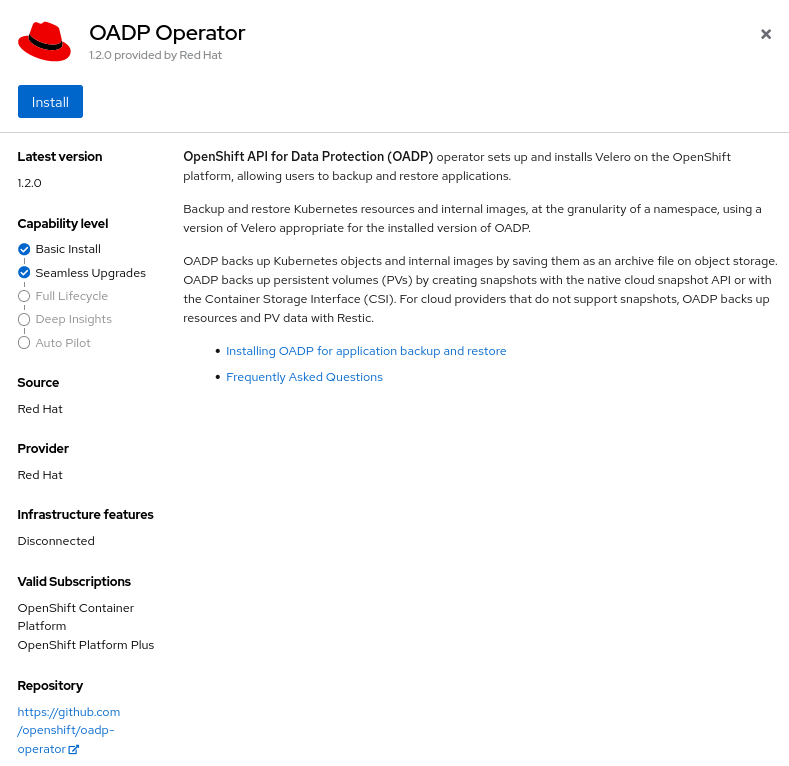 OADP Operator
1.2.0 provided by Red Hat
Install
Latest version
1.2.0
Capability level
Basic Install
Seamless Upgrades
Full Lifecycle
Deep Insights
Auto Pilot
Source
Red Hat
Provider
Red Hat
Infrastructure features
Disconnected
Valid Subscriptions
OpenShift Container
Platform
OpenShift Platform Plus
Repository
https://github.com
/openshift/oadp-
operator
OpenShift API for Data Protection (OADP) operator sets up and installs Velero on the OpenShift
platform, allowing users to backup and restore applications.
Backup and restore Kubernetes resources and internal images, at the granularity of a namespace, using a
version of Velero appropriate for the installed version of OADP.
OADP backs up Kubernetes objects and internal images by saving them as an archive file on object storage.
OADP backs up persistent volumes (PVs) by creating snapshots with the native cloud snapshot API or with
the Container Storage Interface (CSI). For cloud providers that do not support snapshots, OADP backs up
resources and PV data with Restic.
• Installing OADP for application backup and restore
• Frequently Asked Questions